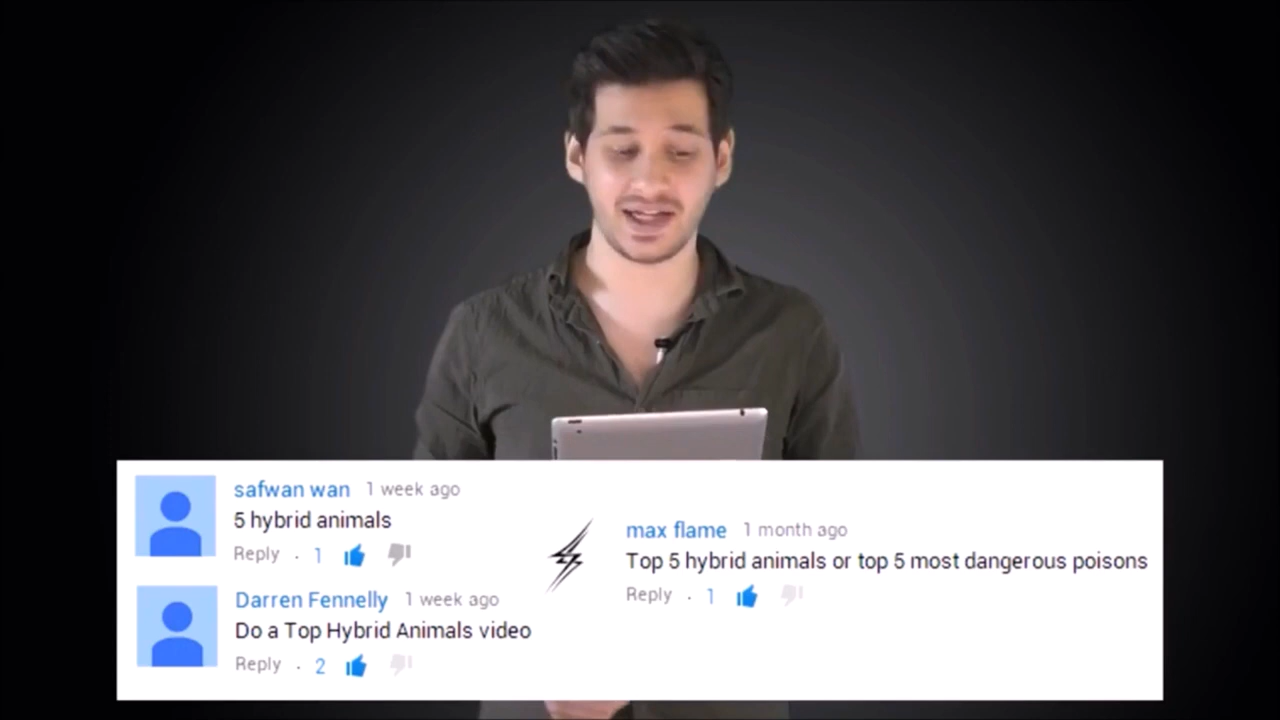 safwan wan 1 week ago
5 hybrid animals
Reply . 1
Darren Fennelly 1 week ago
Do a Top Hybrid Animals video
Reply . 2
max flame 1 month ago
Top 5 hybrid animals or top 5 most dangerous poisons
Reply . 1